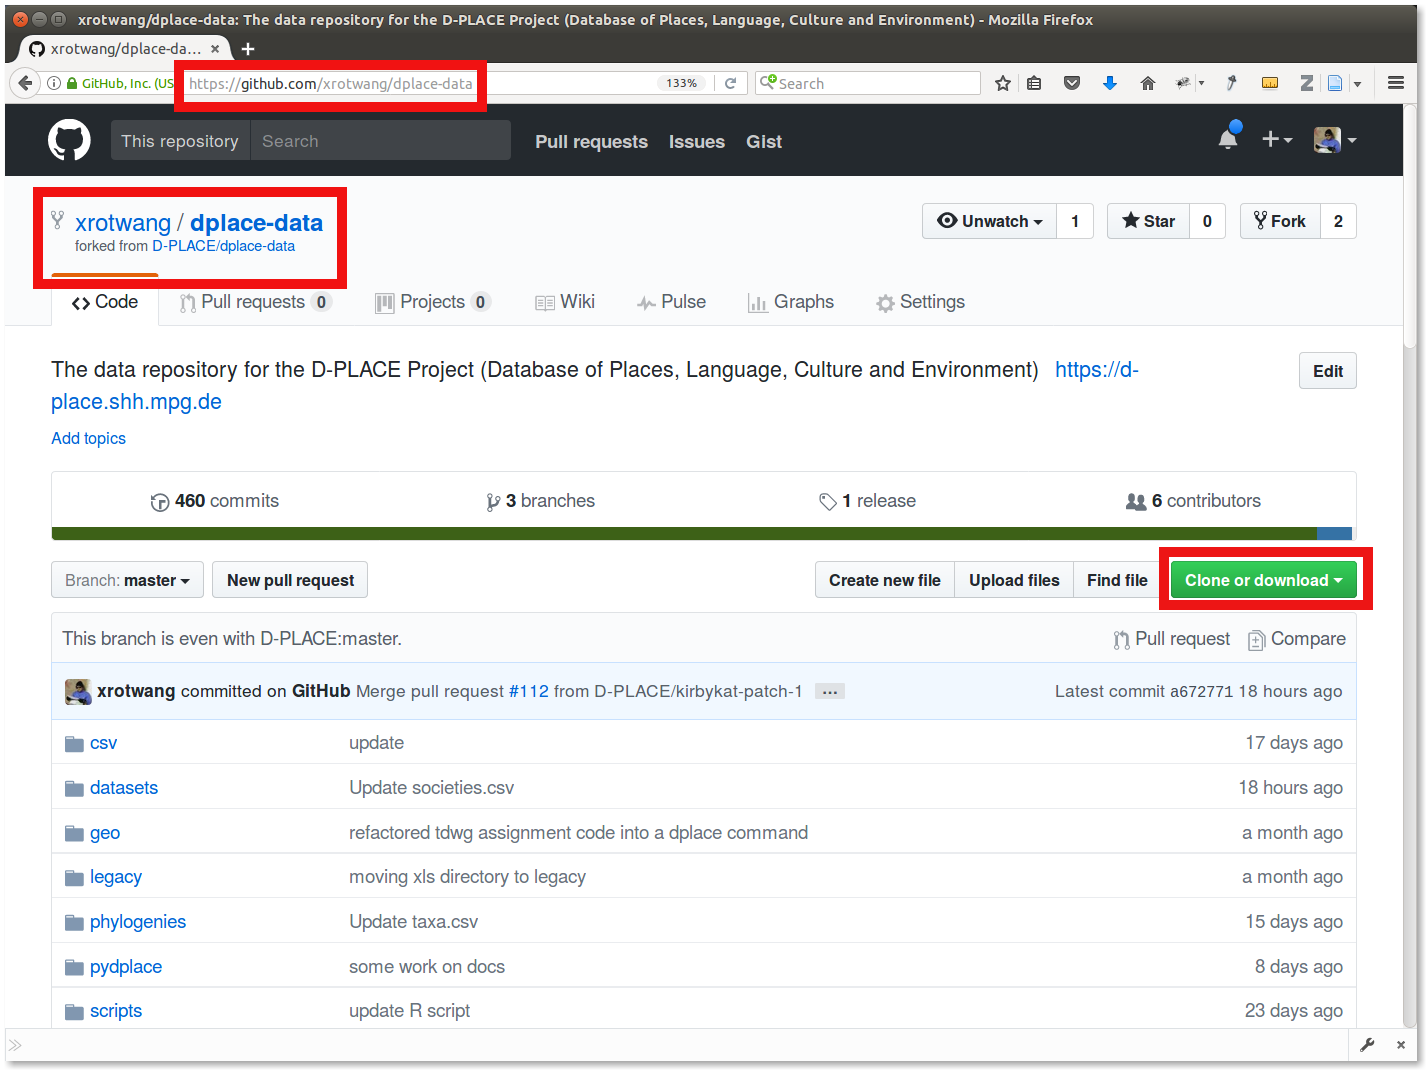 xrotwang/dplace-data: The data repository for the D-PLACE Project (Database of Places, Language, Culture and Environment) - Mozilla Firefox
xrotwang/dplace-da...
GitHub, Inc. (US https://github.com/xrotwang/dplace-data 133% Search
This repository Search Pull requests Issues Gist
xrotwang / dplace-data Unwatch 1 Star 0 Fork 2
forked from D-PLACE/dplace-data
Code Pull requests 0 Projects 0 Wiki Pulse Graphs Settings
The data repository for the D-PLACE Project (Database of Places, Language, Culture and Environment) https://d-
place.shh.mpg.de
Edit
Add topics
460 commits 3 branches 1 release 6 contributors
Branch: master New pull request Create new file Upload files Find file Clone or download
This branch is even with D-PLACE:master. Pull request Compare
xrotwang committed on GitHub Merge pull request #112 from D-PLACE/kirbykat-patch-1 ... Latest commit a672771 18 hours ago
csv update 17 days ago
datasets Update societies.csv 18 hours ago
geo refactored tdwg assignment code into a dplace command a month ago
legacy moving xls directory to legacy a month ago
phylogenies Update taxa.csv 15 days ago
pydplace some work on docs 8 days ago
scripts update R script 23 days ago